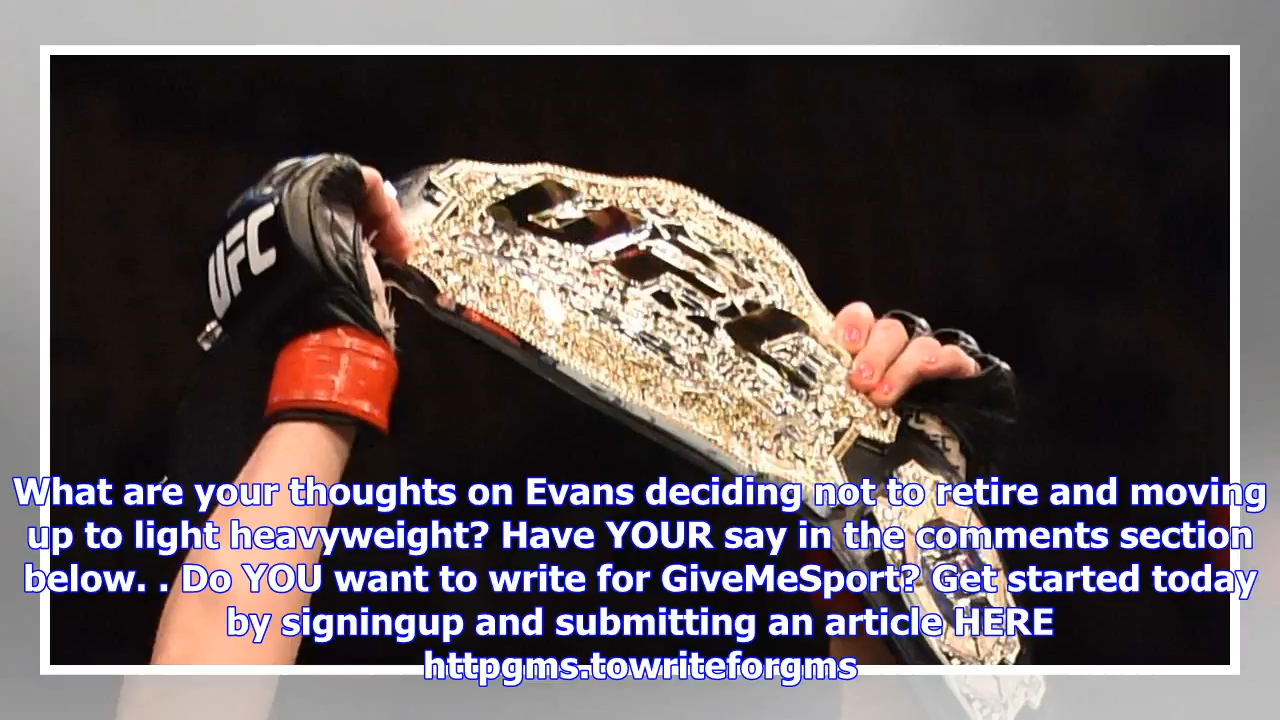 UFC
What are your thoughts on Evans deciding not to retire and moving
up to light heavyweight? Have YOUR say in the comments section
below. . Do YOU want to write for GiveMeSport? Get started today
by signingup and submitting an article HERE
httpgms.towriteforgms